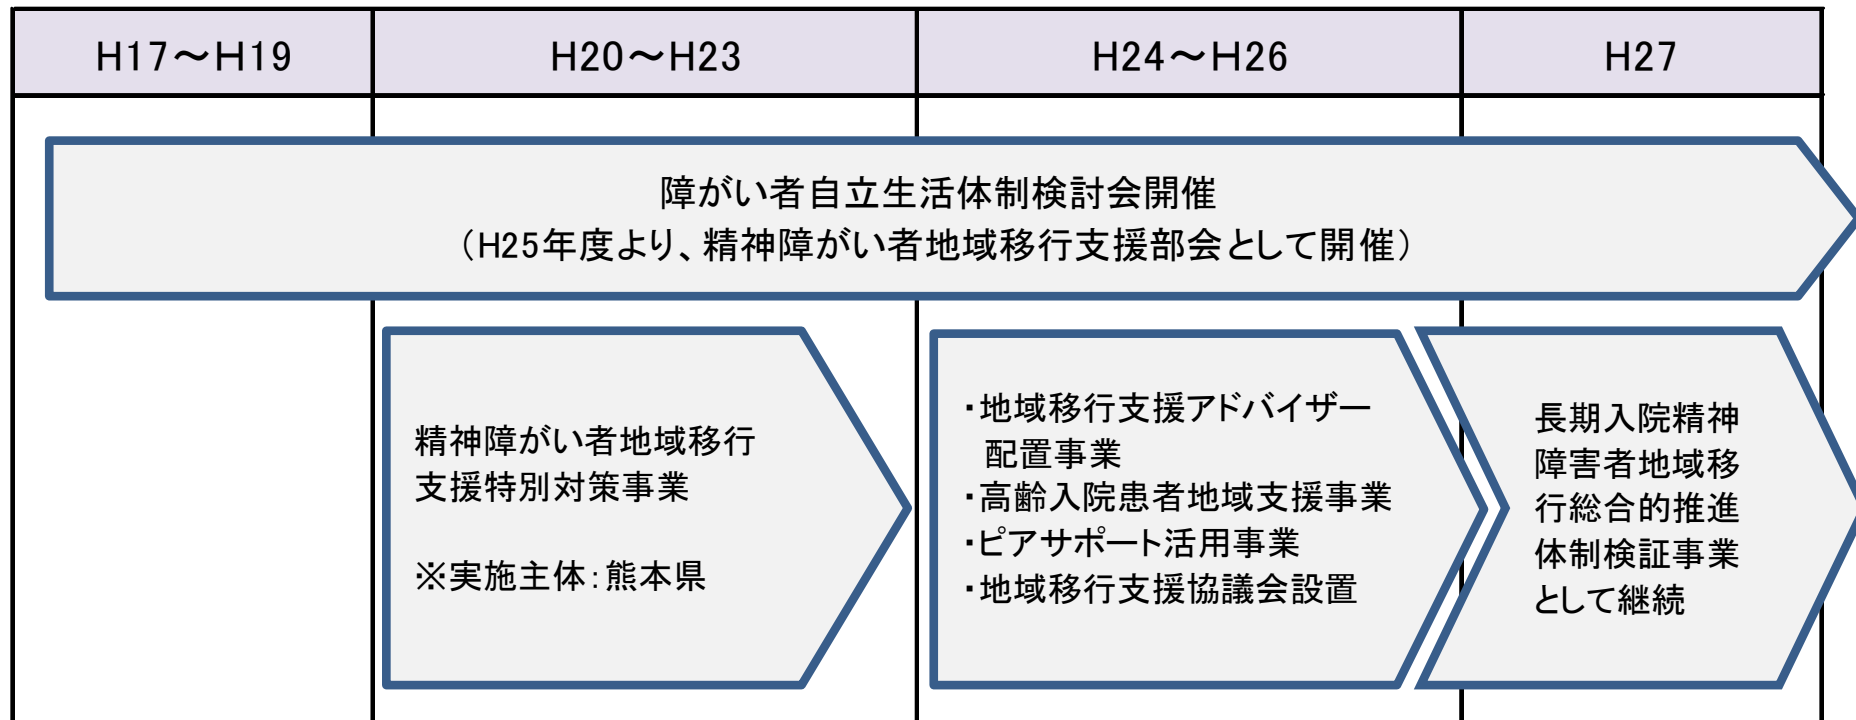 H17～H19
H20～H23
H24～H26
H27
障がい者自立生活体制検討会開催
（H25年度より、精神障がい者地域移行支援部会として開催）
精神障がい者地域移行
支援特別対策事業
※実施主体：熊本県
・地域移行支援アドバイザー
配置事業
・高齢入院患者地域支援事業
・ピアサポート活用事業
・地域移行支援協議会設置
長期入院精神
障害者地域移
行総合的推進
体制検証事業
として継続